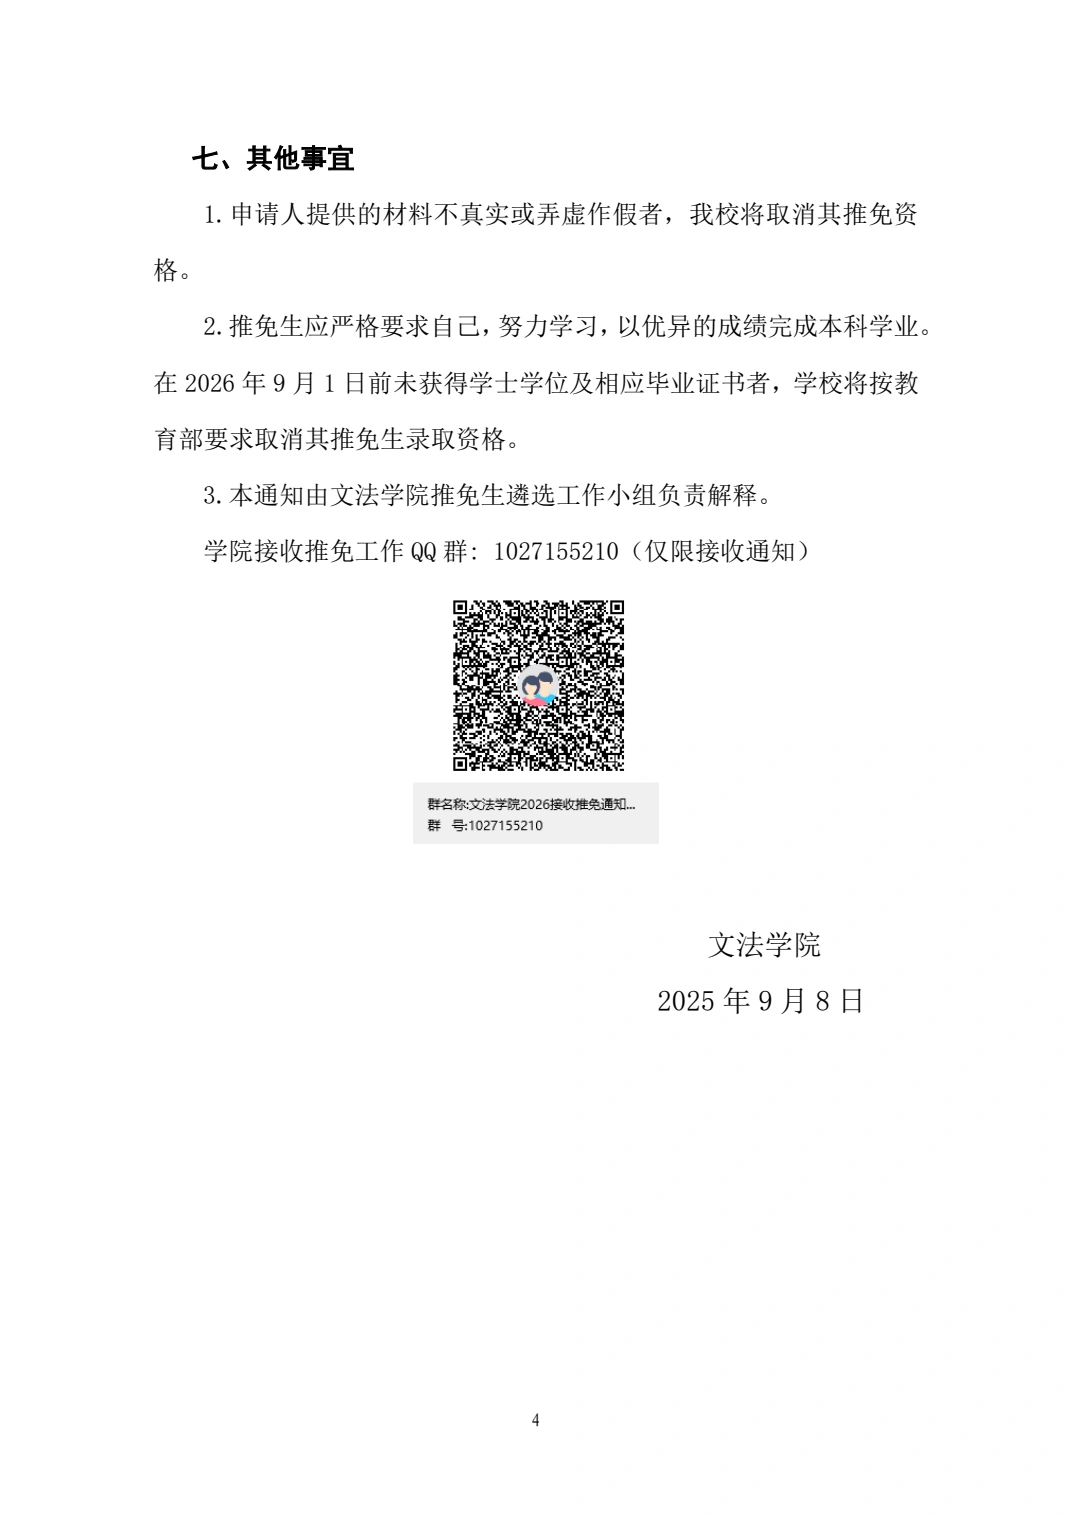 七、其他事宜
1.申请人提供的材料不真实或弄虚作假者，我校将取消其推免资
格。
2.推免生应严格要求自己，努力学习，以优异的成绩完成本科学业。
在 2026 年 9 月 1 日前未获得学士学位及相应毕业证书者，学校将按教
育部要求取消其推免生录取资格。
3.本通知由文法学院推免生遴选工作小组负责解释。
学院接收推免工作 QQ 群：1027155210（仅限接收通知）
群名称:文法学院2026接收推免通知...
群 号:1027155210
文法学院
2025 年 9 月 8 日
4